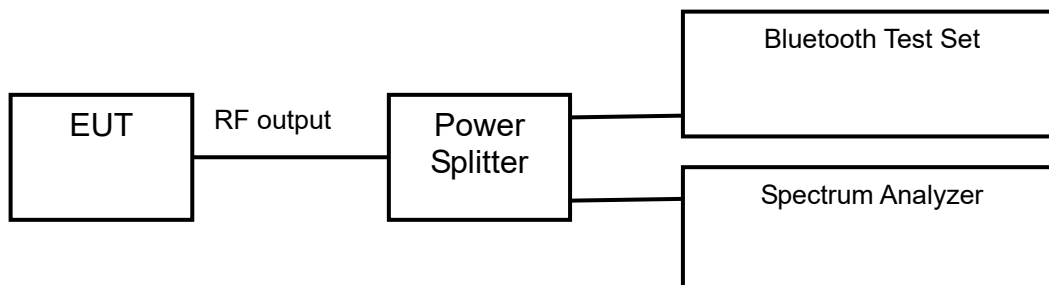 EUT
RF output
Power
Splitter
Bluetooth Test Set
Spectrum Analyzer